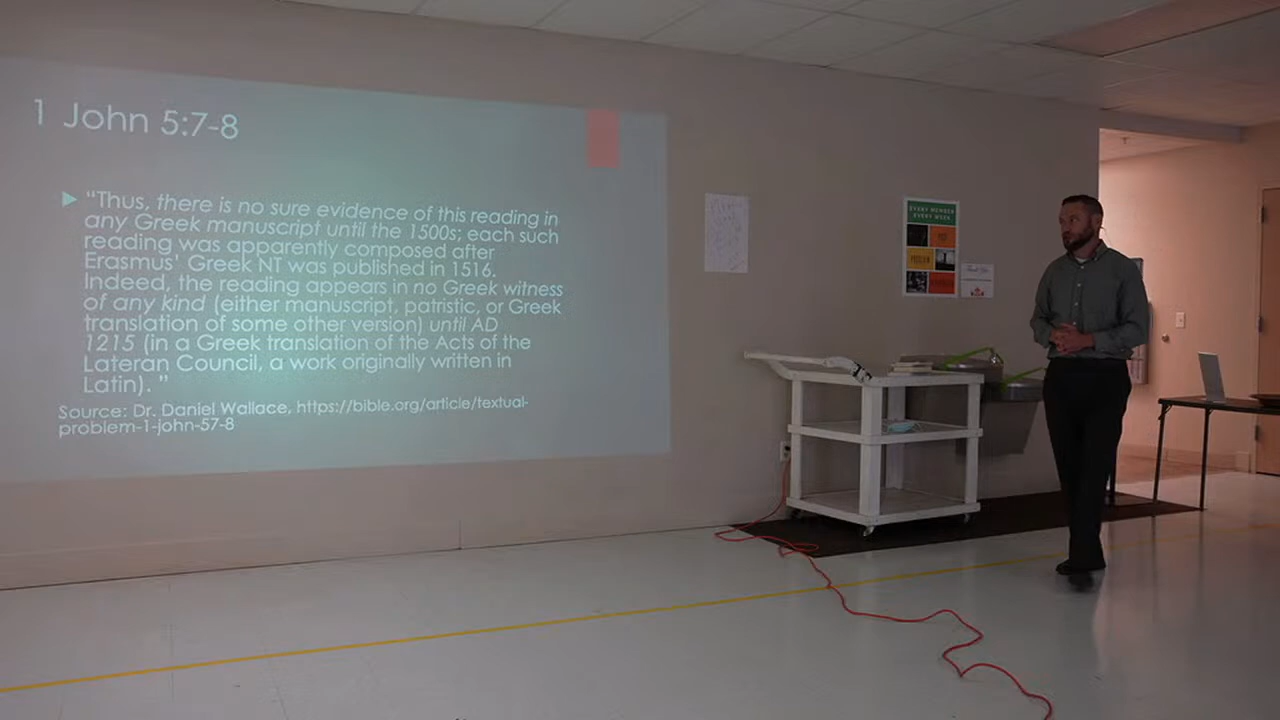 1 John 5:7-8
“Thus, there is no sure evidence of this reading in
any Greek manuscript until the 1500s; each such
reading was apparently composed after
Erasmus’ Greek NT was published in 1516.
Indeed, the reading appears in no Greek witness
of any kind (either manuscript, patristic, or Greek
translation of some other version) until AD
1215 (in a Greek translation of the Acts of the
Lateran Council, a work originally written in
Latin). ”
Source: Dr. Daniel Wallace, https://bible.org/article/textual-
problem-1-john-57-8
EVERY MEMBER
EVERY WEEK